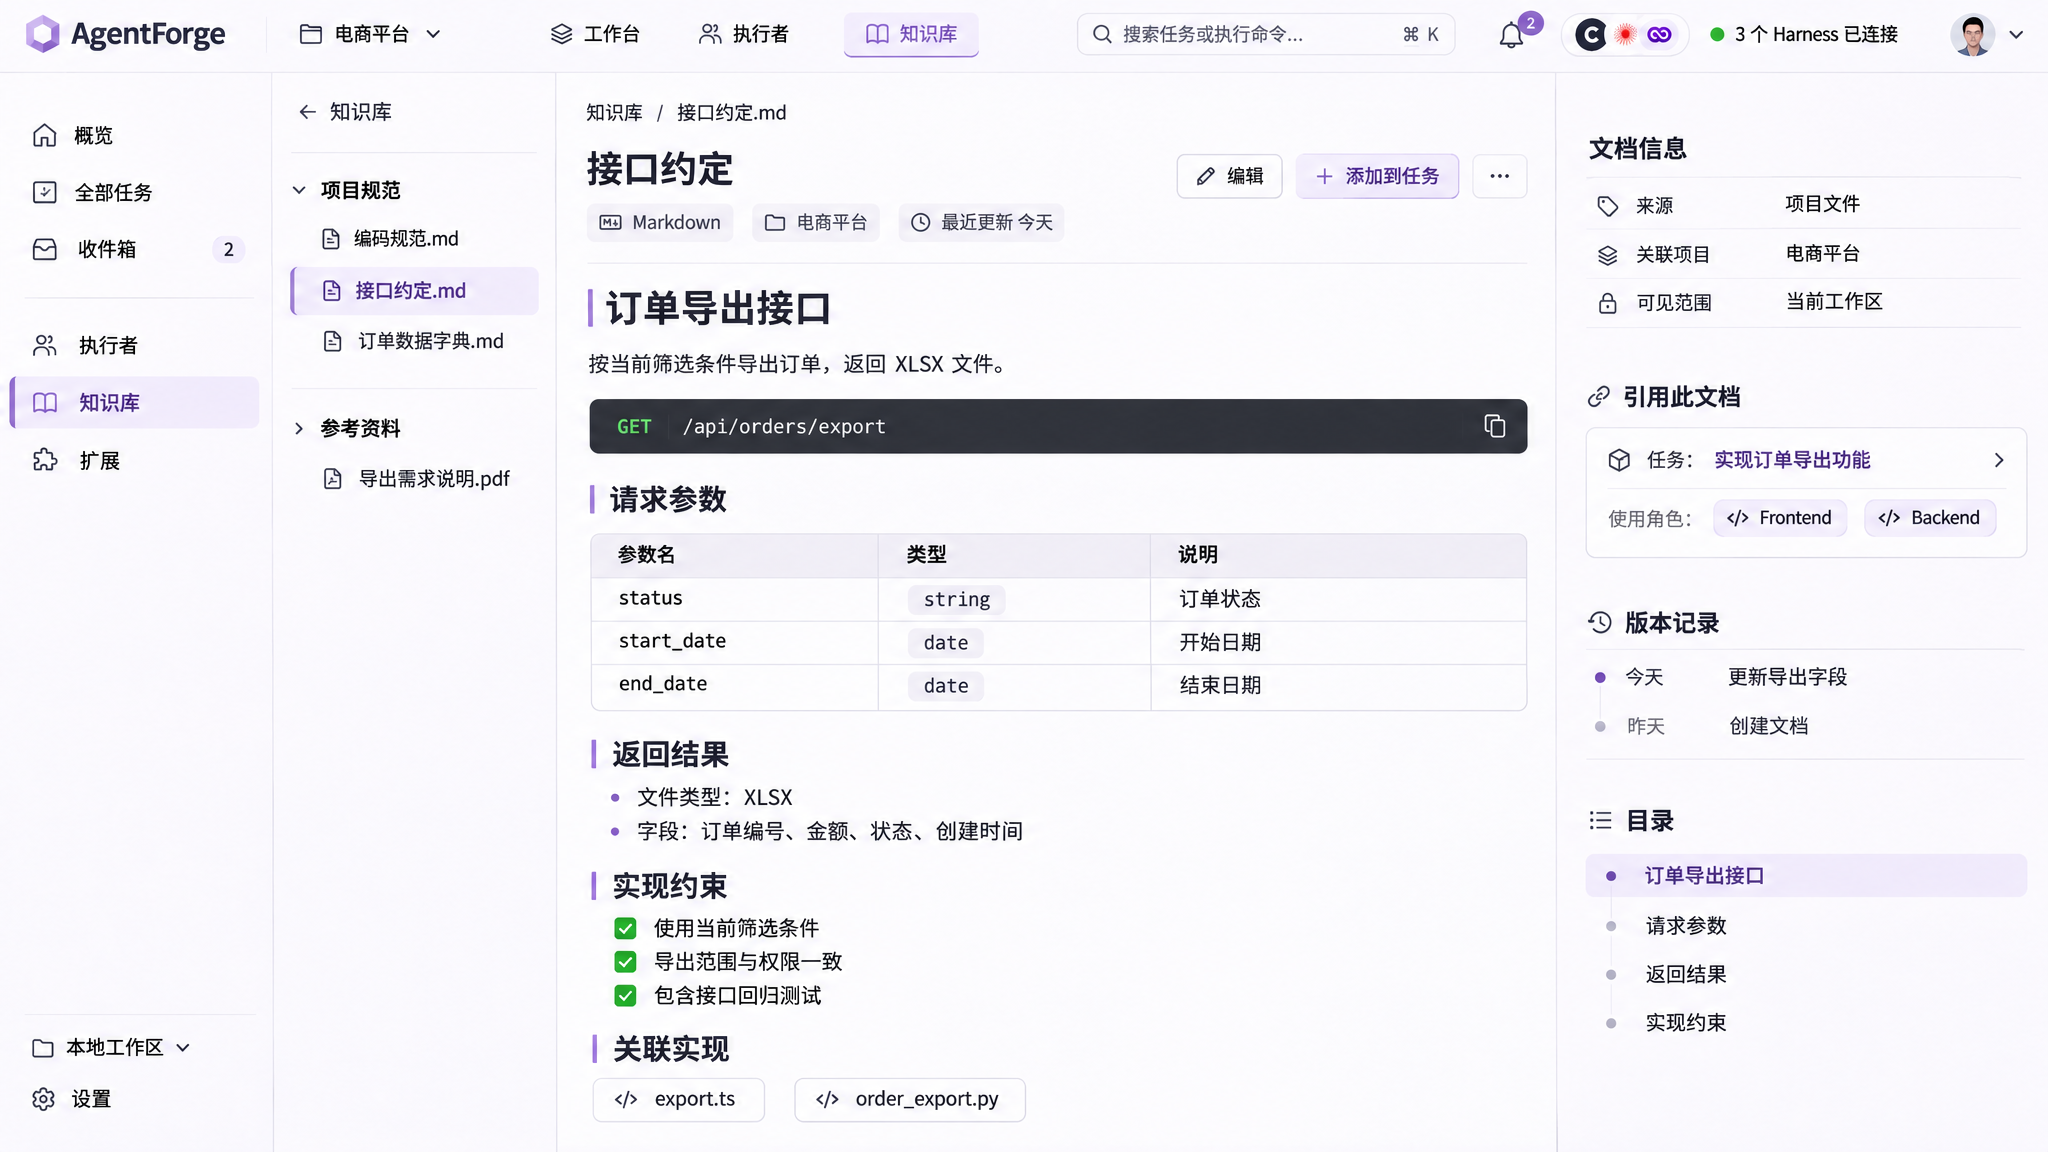 AgentForge
电商平台
工作台
执行者
知识库
搜索任务或执行命令...
⌘ K
2
3 个 Harness 已连接
概览
全部任务
收件箱
2
执行者
知识库
扩展
本地工作区
设置
← 知识库
项目规范
编码规范.md
接口约定.md
订单数据字典.md
参考资料
导出需求说明.pdf
知识库 / 接口约定.md
接口约定
编辑
+ 添加到任务
...
Markdown
电商平台
最近更新 今天
订单导出接口
按当前筛选条件导出订单，返回 XLSX 文件。
GET /api/orders/export
请求参数
参数名 类型 说明
status string 订单状态
start_date date 开始日期
end_date date 结束日期
返回结果
• 文件类型：XLSX
• 字段：订单编号、金额、状态、创建时间
实现约束
使用当前筛选条件
导出范围与权限一致
包含接口回归测试
关联实现
</> export.ts
</> order_export.py
文档信息
来源 项目文件
关联项目 电商平台
可见范围 当前工作区
引用此文档
任务：实现订单导出功能
使用角色： </> Frontend </> Backend
版本记录
今天 更新导出字段
昨天 创建文档
目录
订单导出接口
请求参数
返回结果
实现约束